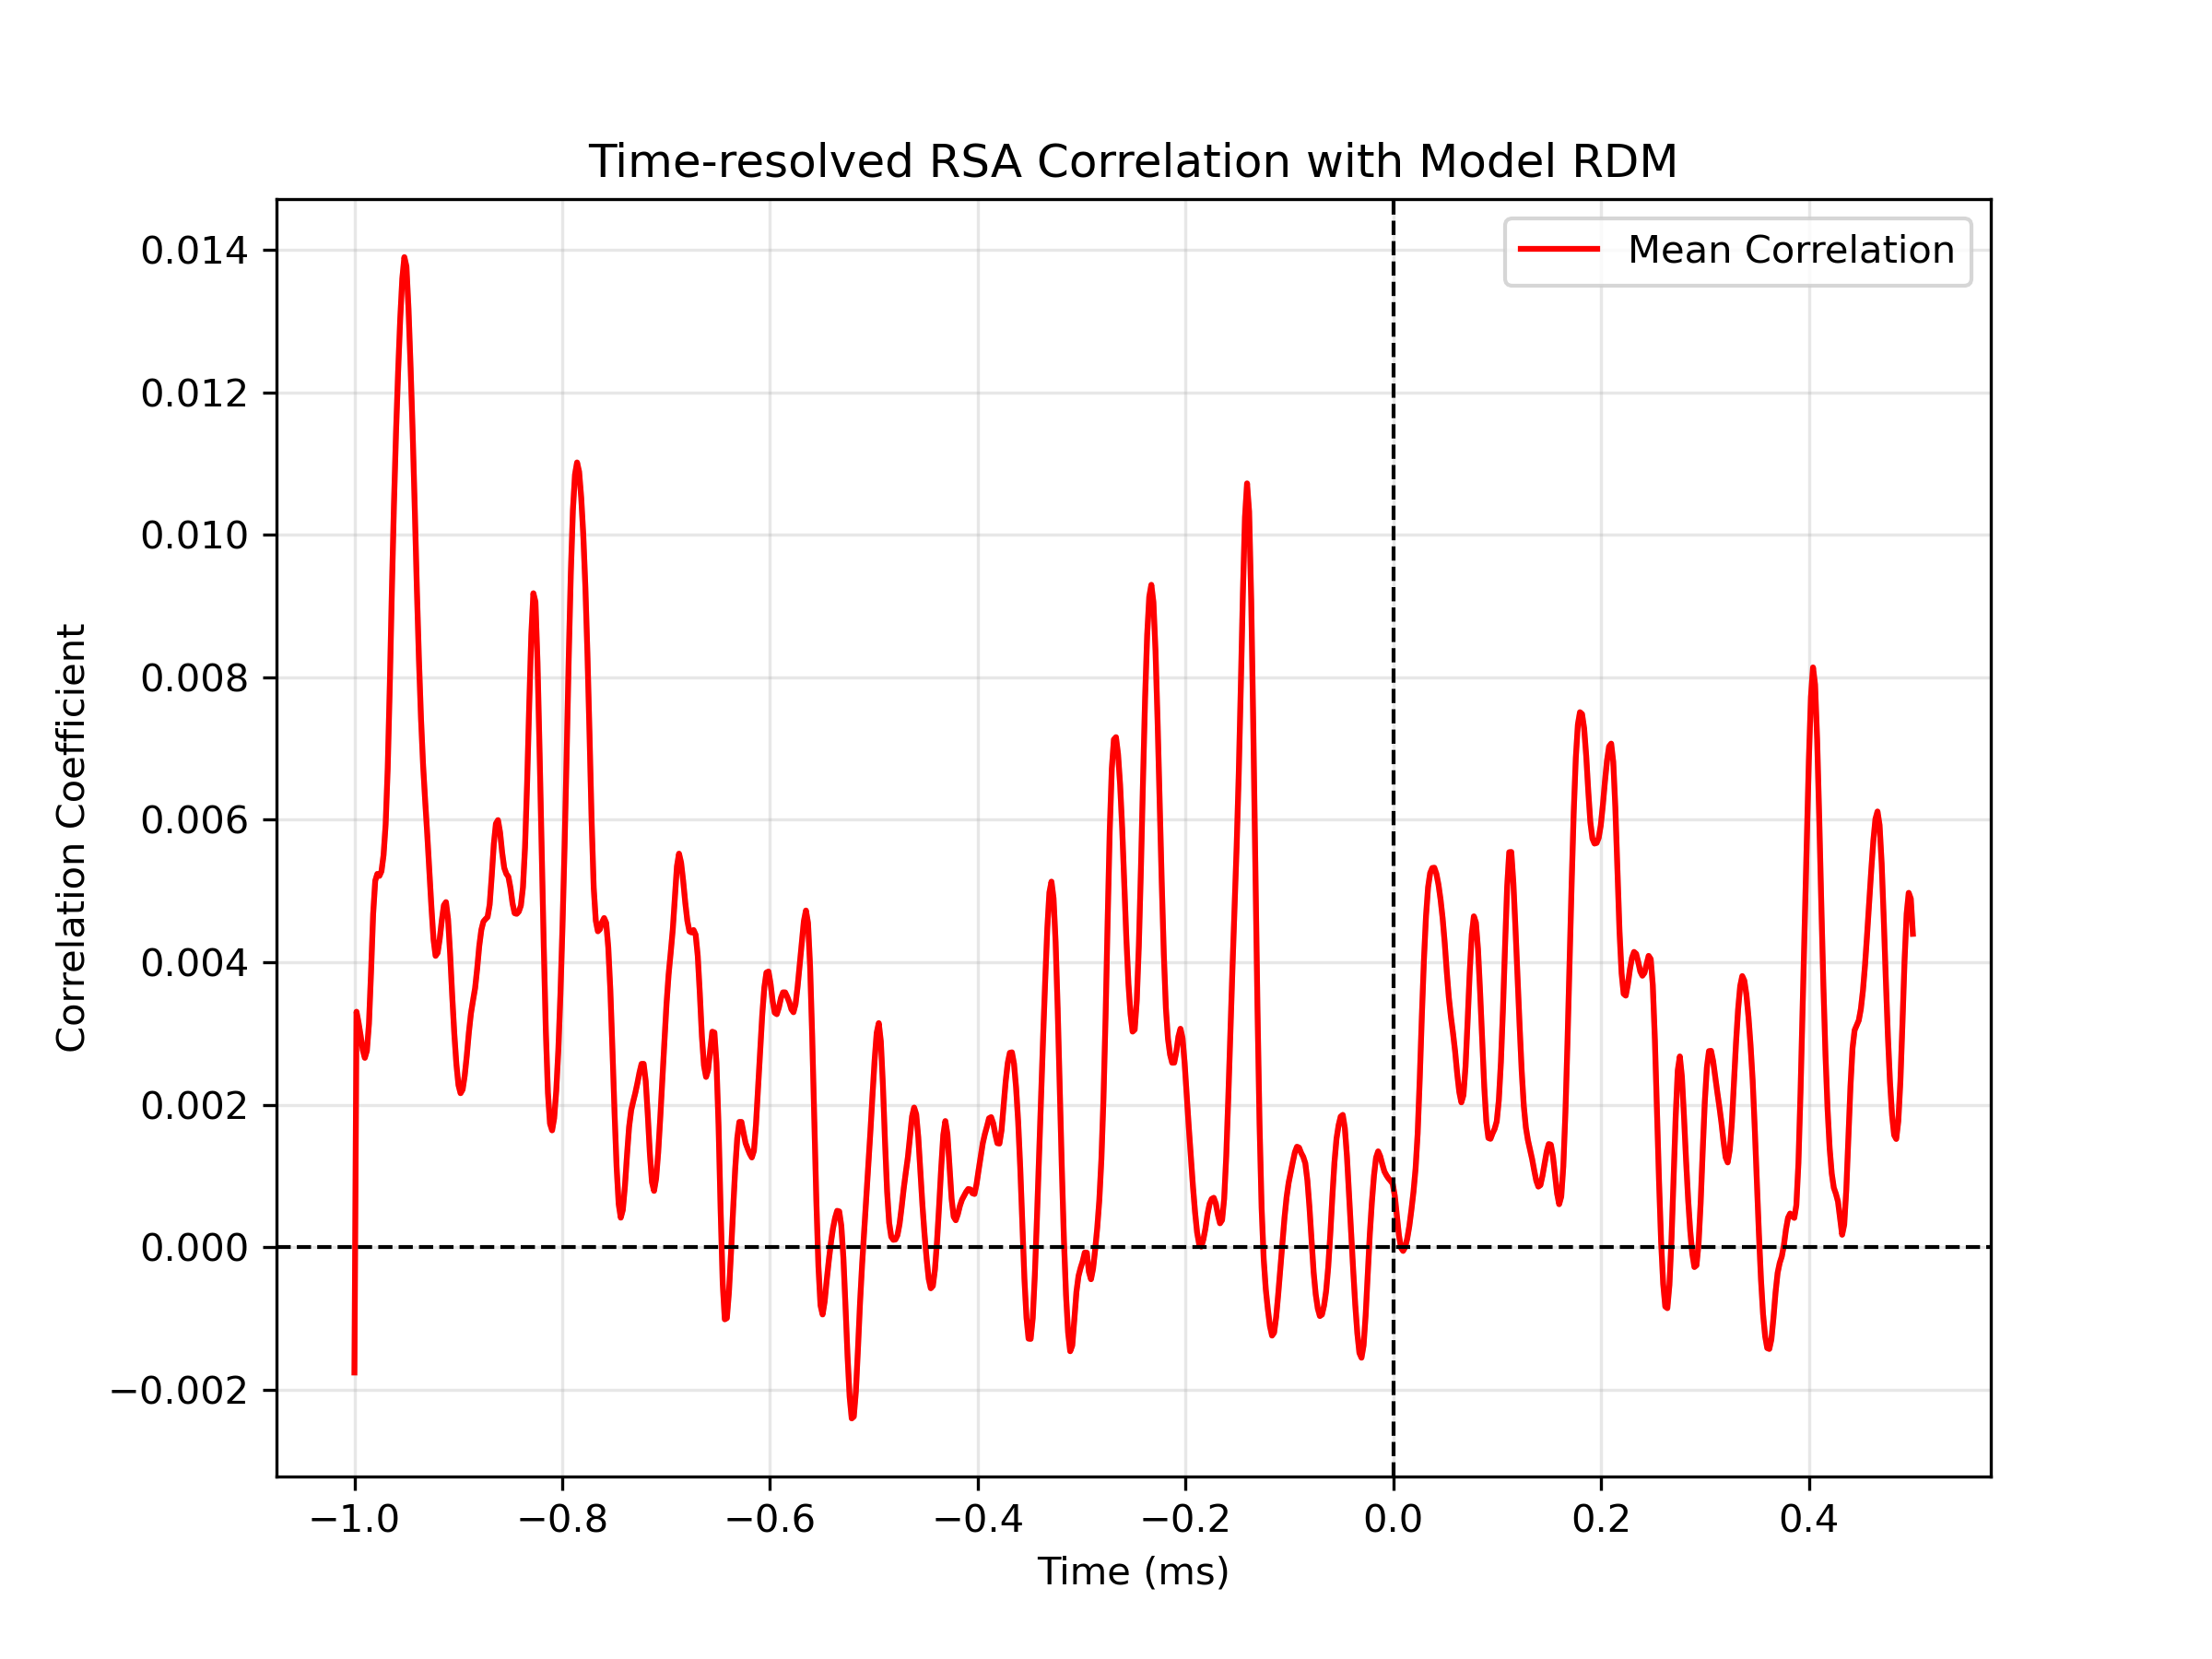 Time-resolved RSA Correlation with Model RDM
Mean Correlation
Correlation Coefficient
0.014
0.012
0.010
0.008
0.006
0.004
0.002
0.000
−0.002
−1.0 −0.8 −0.6 −0.4 −0.2 0.0 0.2 0.4
Time (ms)